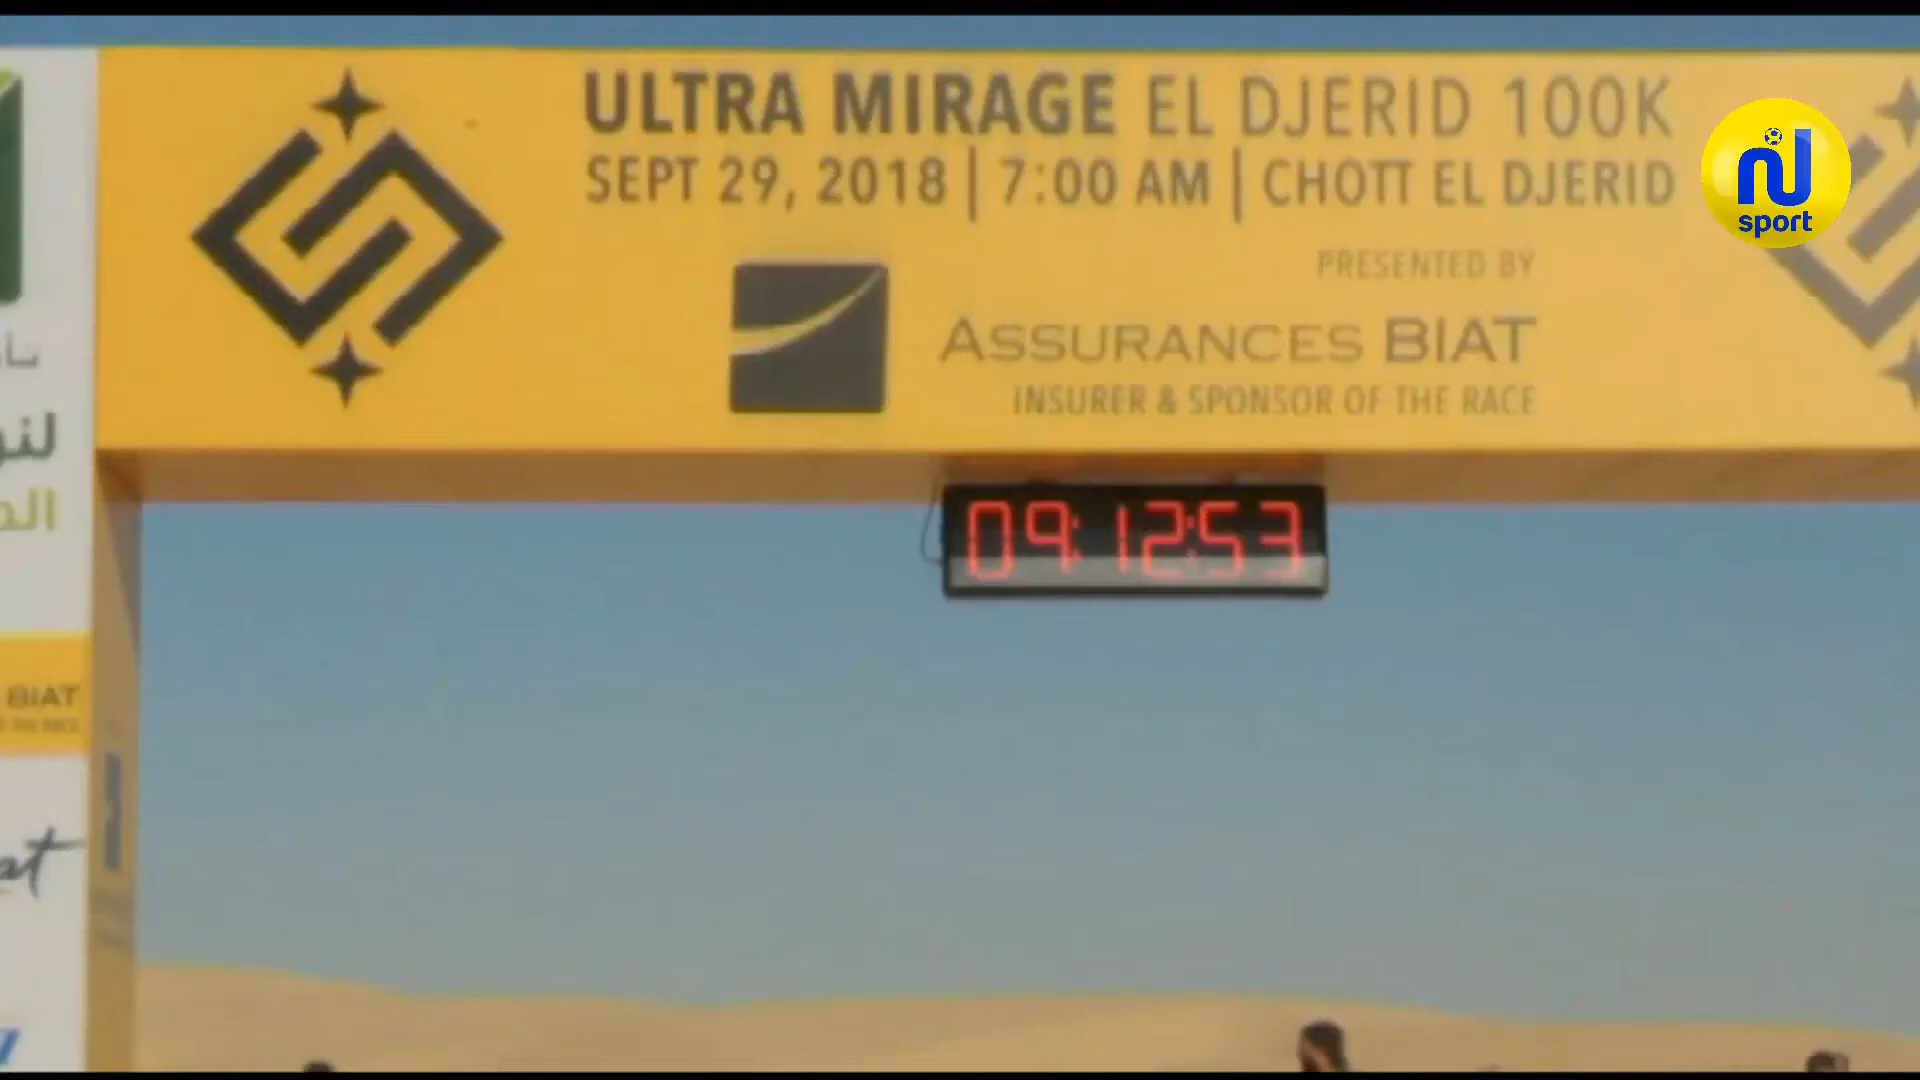 ULTRA MIRAGE EL DJERID 100K
SEPT 29, 2018 | 7:00 AM | CHOTT EL DJERID
PRESENTED BY
ASSURANCES BIAT
INSURER & SPONSOR OF THE RACE
09:12:53
sport
BIAT